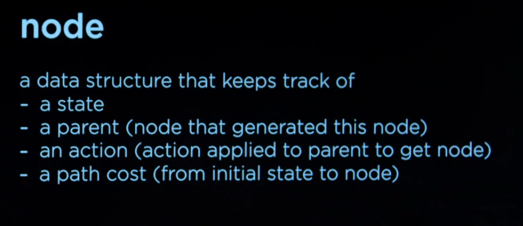 node
a data structure that keeps track of
- a state
- a parent (node that generated this node)
- an action (action applied to parent to get node)
- a path cost (from initial state to node)